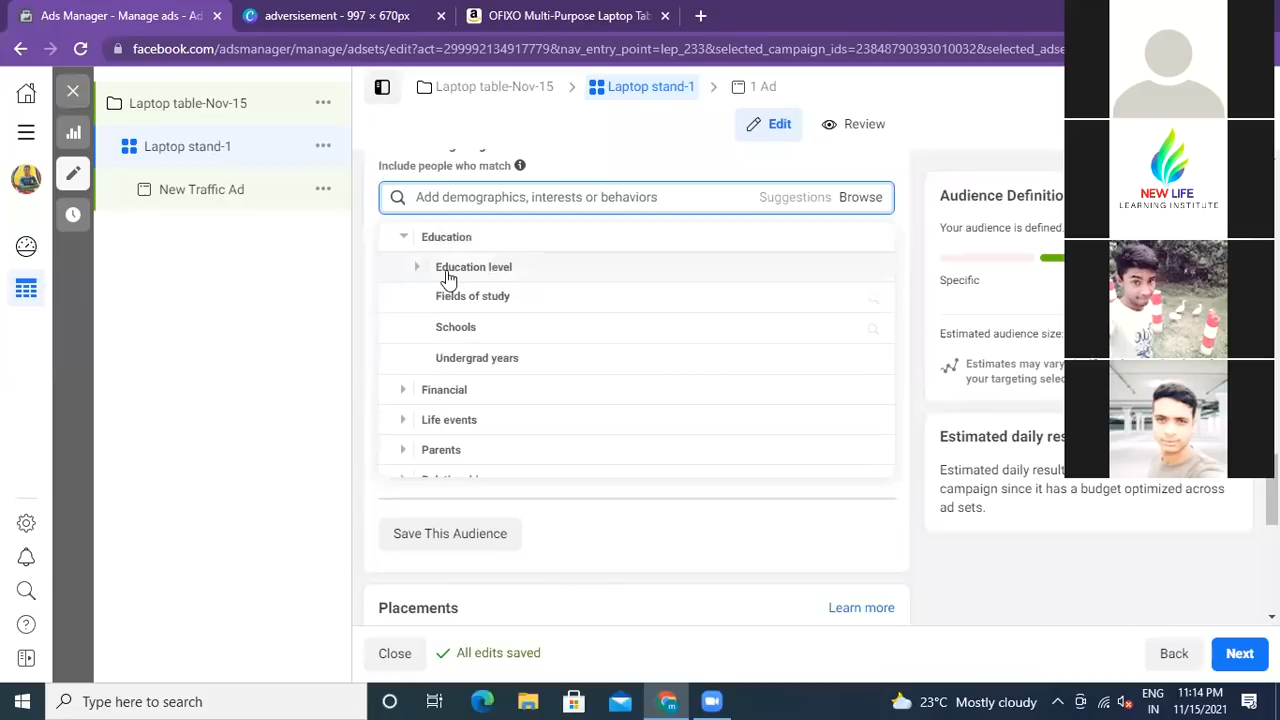 Ads Manager - Manage ads - Ad
advertisement - 997 × 670px
OFIXO Multi-Purpose Laptop Tab
facebook.com/adsmanager/manage/adsets/edit?act=299992134917779&nav_entry_point=lep_233&selected_campaign_ids=23848790393010032&selected_adse
Laptop table-Nov-15
Laptop stand-1
New Traffic Ad
Laptop table-Nov-15
Laptop stand-1
1 Ad
Edit
Review
Include people who match
Add demographics, interests or behaviors
Suggestions
Browse
Education
Education level
Fields of study
Schools
Undergrad years
Financial
Life events
Parents
Save This Audience
Placements
Learn more
Close
All edits saved
Back
Next
Audience Definitio
Your audience is defined.
Specific
Estimated audience size:
Estimates may vary
your targeting selec
Estimated daily res
Estimated daily result
campaign since it has a budget optimized across
ad sets.
NEW LIFE
LEARNING INSTITUTE
Type here to search
23°C Mostly cloudy
ENG
IN
11:14 PM
11/15/2021